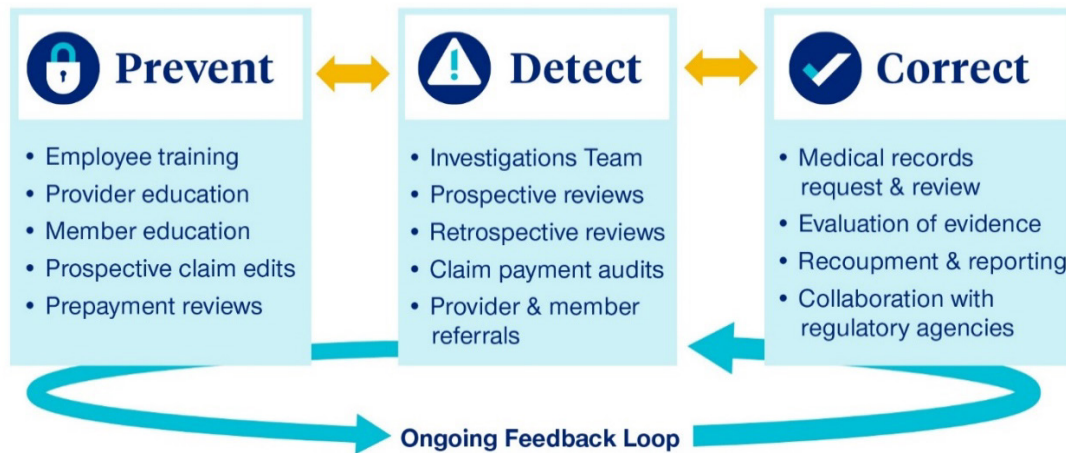 Prevent
• Employee training
• Provider education
• Member education
• Prospective claim edits
• Prepayment reviews
Detect
• Investigations Team
• Prospective reviews
• Retrospective reviews
• Claim payment audits
• Provider & member
referrals
Correct
• Medical records
request & review
• Evaluation of evidence
• Recoupment & reporting
• Collaboration with
regulatory agencies
Ongoing Feedback Loop